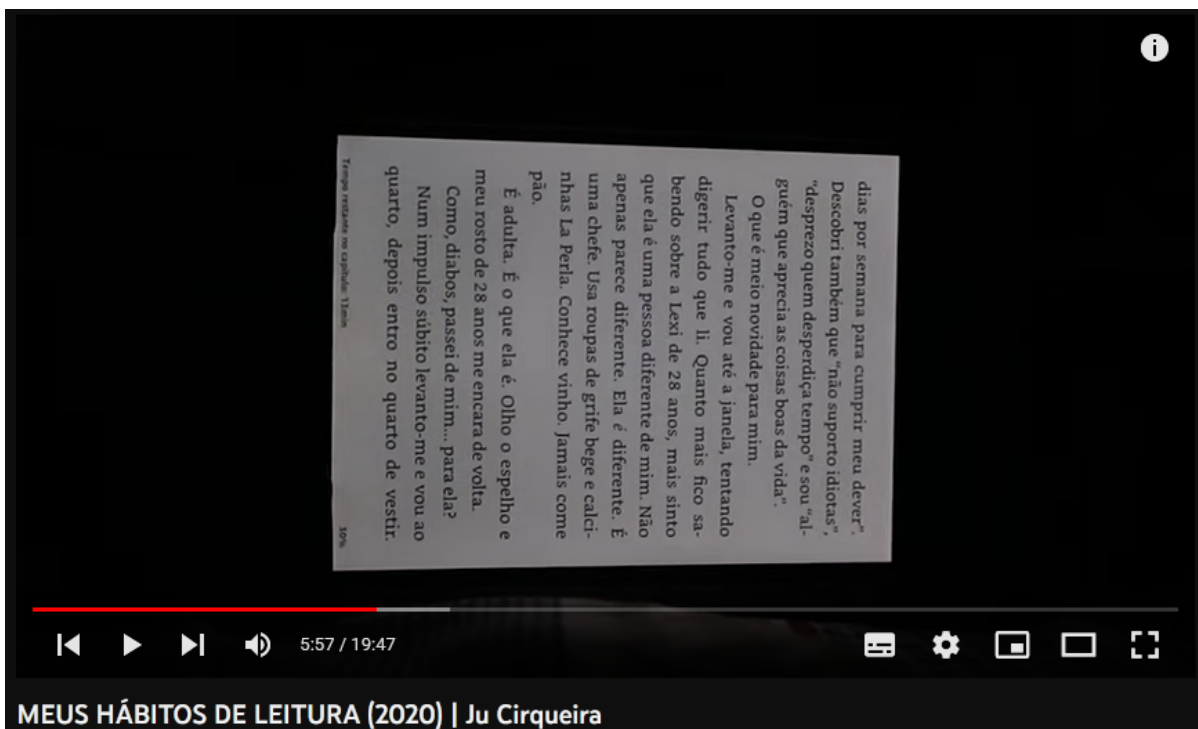 dias por semana para cumprir meu dever".
Descobri também que "não suporto idiotas",
"desprezo quem desperdiça tempo" e sou "al-
guém que aprecia as coisas boas da vida".
O que é meio novidade para mim.
Levanto-me e vou até a janela, tentando
digerir tudo que li. Quanto mais fico sa-
bendo sobre a Lexi de 28 anos, mais sinto
que ela é uma pessoa diferente de mim. Não
apenas parece diferente. Ela é diferente. É
uma chefe. Usa roupas de grife bege e calci-
nhas La Perla. Conhece vinho. Jamais come
pão.
É adulta. É o que ela é. Olho o espelho e
meu rosto de 28 anos me encara de volta.
Como, diabos, passei de mim... para ela?
Num impulso súbito levanto-me e vou ao
quarto, depois entro no quarto de vestir.
Tempo restante no capítulo: 13min 30%
5:57 / 19:47
MEUS HÁBITOS DE LEITURA (2020) | Ju Cirqueira